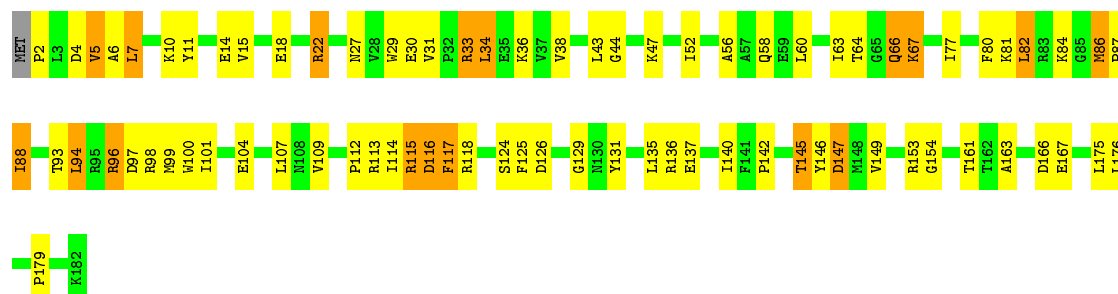 MET P2 L3 D4 V5 A6 L7 K10 Y11 E14 V15 E18 R22 N27 V28 W29 E30 V31 P32 R33 L34 E35 K36 V37 V38 L43 G44 K47 I52 A56 A57 Q58 E59 L60 I63 T64 G65 Q66 K67 I77 F80 K81 L82 R83 K84 G85 M86 P87
I88 T93 L94 R95 R96 D97 R98 M99 W100 I101 E104 L107 N108 V109 P112 R113 I114 R115 D116 F117 R118 S124 F125 D126 G129 N130 Y131 L135 R136 E137 I140 F141 P142 T145 Y146 D147 M148 V149 R153 G154 T161 T162 A163 D166 E167 L175
P179 K182